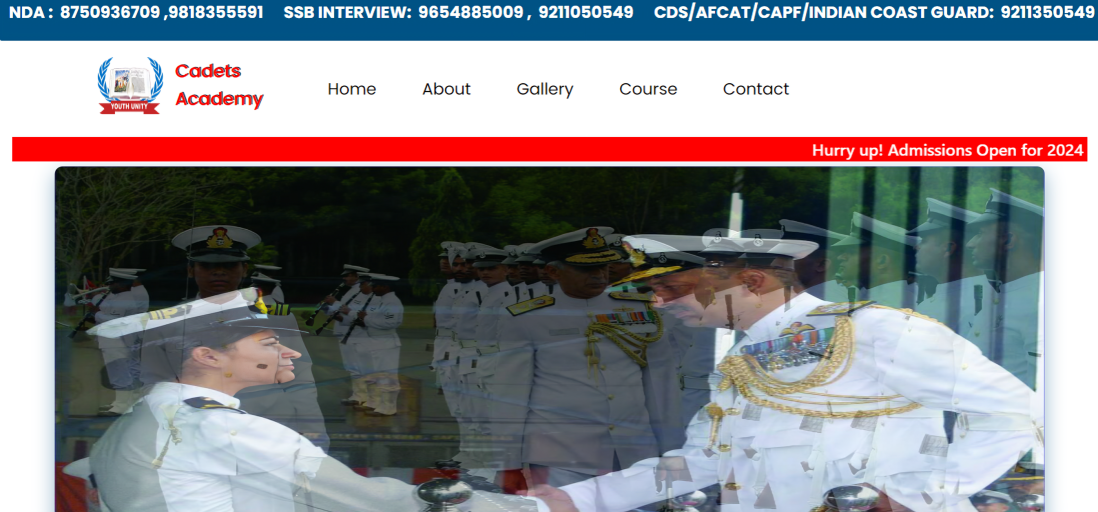 NDA : 8750936709 ,9818355591 SSB INTERVIEW: 9654885009 , 9211050549 CDS/AFCAT/CAPF/INDIAN COAST GUARD: 9211350549
YOUTH UNITY
Cadets
Academy
Home About Gallery Course Contact
Hurry up! Admissions Open for 2024